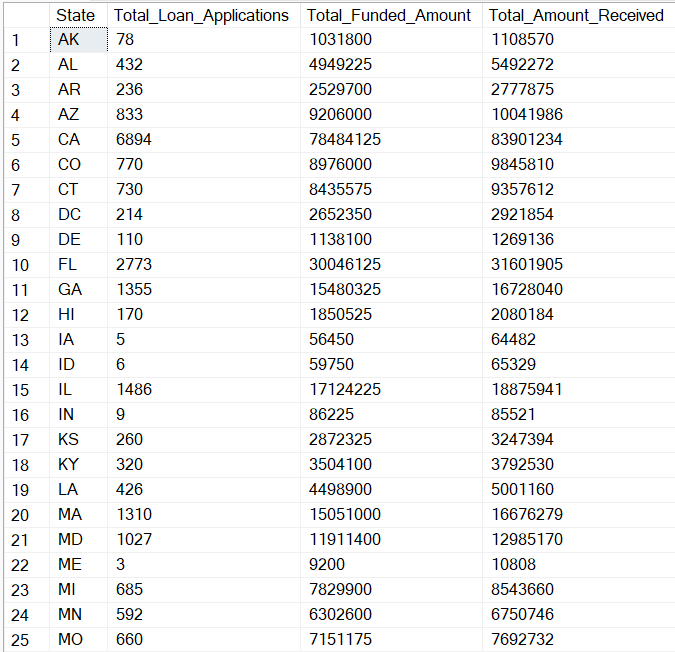 State Total_Loan_Applications Total_Funded_Amount Total_Amount_Received
1 AK 78 1031800 1108570
2 AL 432 4949225 5492272
3 AR 236 2529700 2777875
4 AZ 833 9206000 10041986
5 CA 6894 78484125 83901234
6 CO 770 8976000 9845810
7 CT 730 8435575 9357612
8 DC 214 2652350 2921854
9 DE 110 1138100 1269136
10 FL 2773 30046125 31601905
11 GA 1355 15480325 16728040
12 HI 170 1850525 2080184
13 IA 5 56450 64482
14 ID 6 59750 65329
15 IL 1486 17124225 18875941
16 IN 9 86225 85521
17 KS 260 2872325 3247394
18 KY 320 3504100 3792530
19 LA 426 4498900 5001160
20 MA 1310 15051000 16676279
21 MD 1027 11911400 12985170
22 ME 3 9200 10808
23 MI 685 7829900 8543660
24 MN 592 6302600 6750746
25 MO 660 7151175 7692732